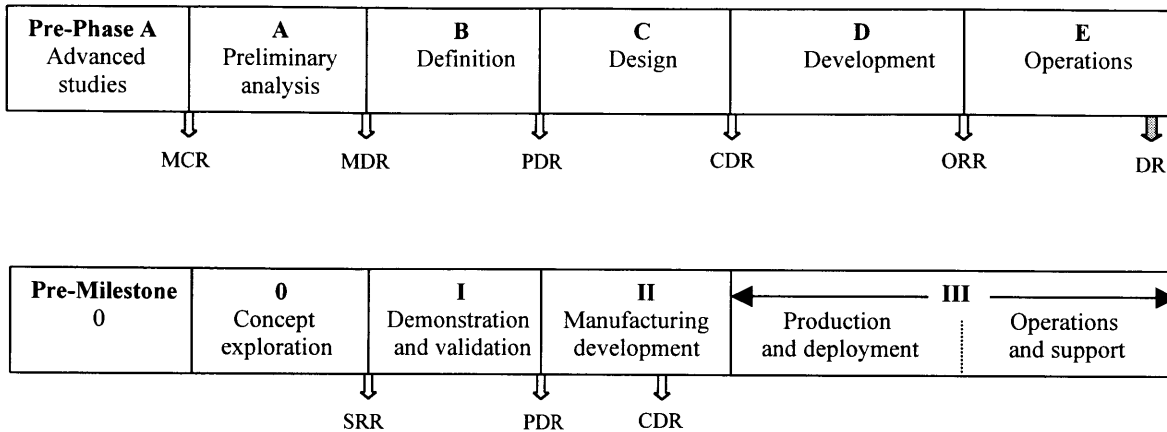 Pre-Phase A
Advanced
studies
A
Preliminary
analysis
B
Definition
C
Design
D
Development
E
Operations
MCR
MDR
PDR
CDR
ORR
DR
Pre-Milestone
0
0
Concept
exploration
I
Demonstration
and validation
II
Manufacturing
development
III
Production
and deployment
Operations
and support
SRR
PDR
CDR